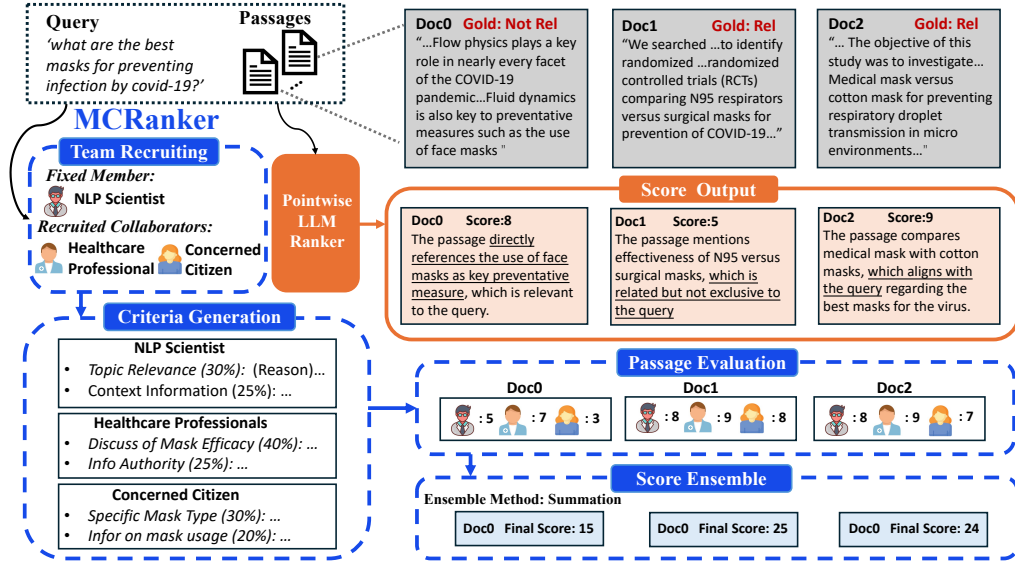 Query
‘what are the best
masks for preventing
infection by covid-19?’
Passages
Doc0 Gold: Not Rel
“...Flow physics plays a key
role in nearly every facet
of the COVID-19
pandemic...Fluid dynamics
is also key to preventative
measures such as the use
of face masks ”
Doc1 Gold: Rel
“We searched ...to identify
randomized ...randomized
controlled trials (RCTs)
comparing N95 respirators
versus surgical masks for
prevention of COVID-19...”
Doc2 Gold: Rel
“... The objective of this
study was to investigate...
Medical mask versus
cotton mask for preventing
respiratory droplet
transmission in micro
environments...”
MCRanker
Team Recruiting
Fixed Member:
NLP Scientist
Recruited Collaborators:
Healthcare
Professional
Concerned
Citizen
Pointwise
LLM
Ranker
Score Output
Doc0 Score:8
The passage directly
references the use of face
masks as key preventative
measure, which is relevant
to the query.
Doc1 Score:5
The passage mentions
effectiveness of N95 versus
surgical masks, which is
related but not exclusive to
the query
Doc2 Score:9
The passage compares
medical mask with cotton
masks, which aligns with
the query regarding the
best masks for the virus.
Criteria Generation
NLP Scientist
• Topic Relevance (30%): (Reason)...
• Context Information (25%): ...
Healthcare Professionals
• Discuss of Mask Efficacy (40%): ...
• Info Authority (25%): ...
Concerned Citizen
• Specific Mask Type (30%): ...
• Infor on mask usage (20%): ...
Passage Evaluation
Doc0
: 5 : 7 : 3
Doc1
: 8 : 9 : 8
Doc2
: 8 : 9 : 7
Score Ensemble
Ensemble Method: Summation
Doc0 Final Score: 15
Doc0 Final Score: 25
Doc0 Final Score: 24